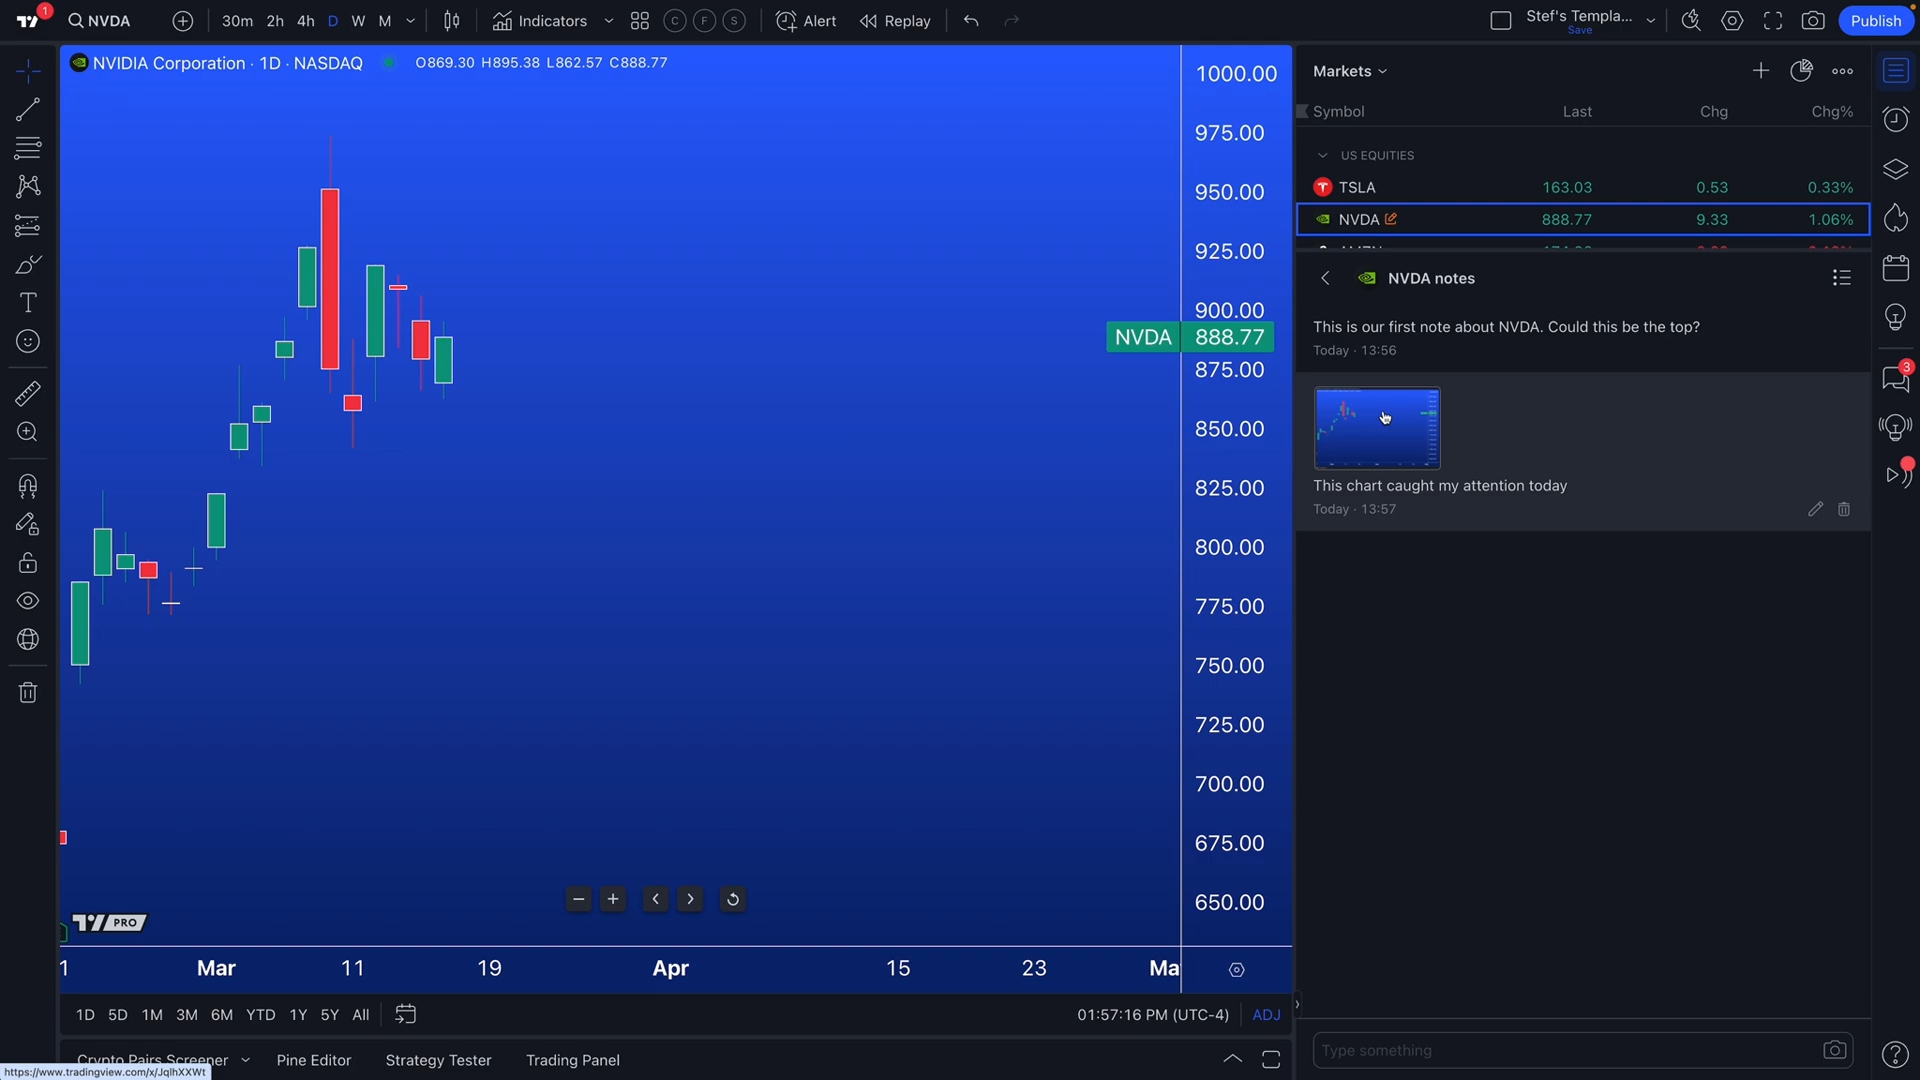 1
NVDA
30m 2h 4h D W M
Indicators
C F S
Alert
Replay
Stef's Templa...
Save
Publish
NVIDIA Corporation · 1D · NASDAQ
O869.30 H895.38 L862.57 C888.77
1000.00
975.00
950.00
925.00
900.00
NVDA 888.77
875.00
850.00
825.00
800.00
775.00
750.00
725.00
700.00
675.00
650.00
PRO
1 Mar 11 19 Apr 15 23 Ma
1D 5D 1M 3M 6M YTD 1Y 5Y All
01:57:16 PM (UTC-4) ADJ
Crypto Pairs Screener Pine Editor Strategy Tester Trading Panel
https://www.tradingview.com/x/JqlhXXWt
Markets
Symbol Last Chg Chg%
US EQUITIES
TSLA 163.03 0.53 0.33%
NVDA 888.77 9.33 1.06%
NVDA notes
This is our first note about NVDA. Could this be the top?
Today · 13:56
This chart caught my attention today
Today · 13:57
Type something
3